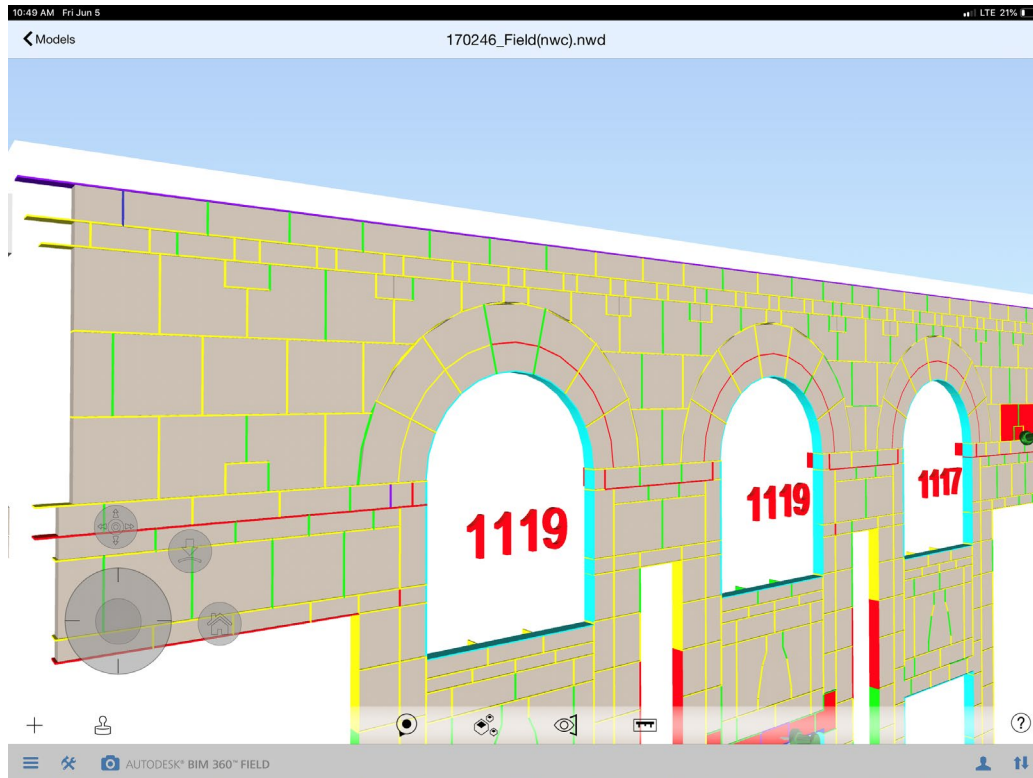 10:49 AM Fri Jun 5
LTE 21%
Models
170246_Field(nwc).nwd
1119
1119
1117
?
AUTODESK® BIM 360™ FIELD